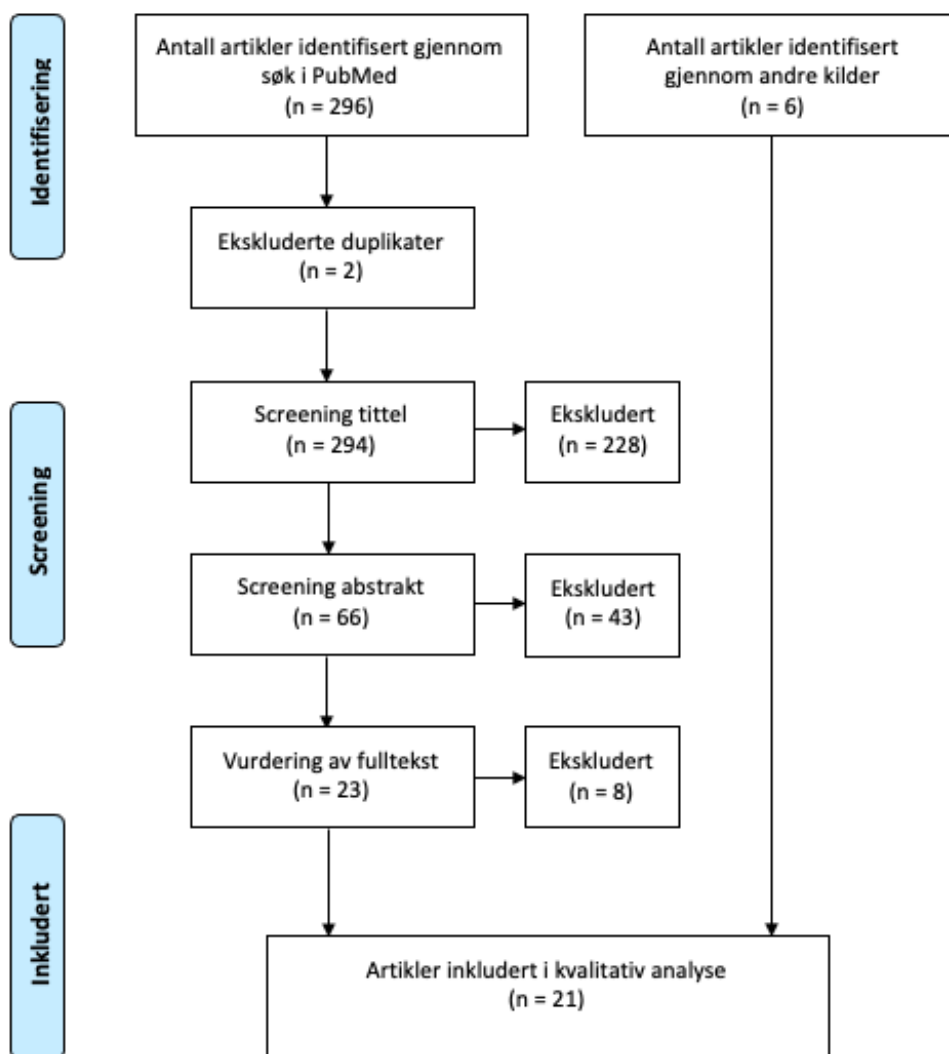 Identifisering
Antall artikler identifisert gjennom
søk i PubMed
(n = 296)
Antall artikler identifisert
gjennom andre kilder
(n = 6)
Ekskluderte duplikater
(n = 2)
Screening
Screening tittel
(n = 294)
Ekskludert
(n = 228)
Screening abstrakt
(n = 66)
Ekskludert
(n = 43)
Vurdering av fulltekst
(n = 23)
Ekskludert
(n = 8)
Inkludert
Artikler inkludert i kvalitativ analyse
(n = 21)